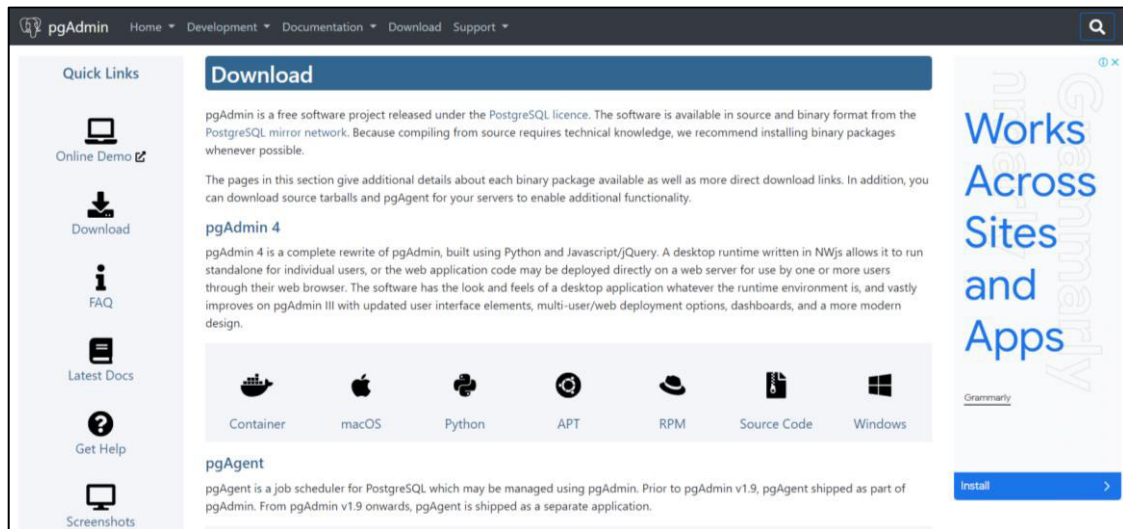 pgAdmin Home Development Documentation Download Support
Quick Links
Online Demo
Download
FAQ
Latest Docs
Get Help
Screenshots
Download
pgAdmin is a free software project released under the PostgreSQL licence. The software is available in source and binary format from the
PostgreSQL mirror network. Because compiling from source requires technical knowledge, we recommend installing binary packages
whenever possible.
The pages in this section give additional details about each binary package available as well as more direct download links. In addition, you
can download source tarballs and pgAgent for your servers to enable additional functionality.
pgAdmin 4
pgAdmin 4 is a complete rewrite of pgAdmin, built using Python and Javascript/jQuery. A desktop runtime written in NWjs allows it to run
standalone for individual users, or the web application code may be deployed directly on a web server for use by one or more users
through their web browser. The software has the look and feels of a desktop application whatever the runtime environment is, and vastly
improves on pgAdmin III with updated user interface elements, multi-user/web deployment options, dashboards, and a more modern
design.
Container macOS Python APT RPM Source Code Windows
pgAgent
pgAgent is a job scheduler for PostgreSQL which may be managed using pgAdmin. Prior to pgAdmin v1.9, pgAgent shipped as part of
pgAdmin. From pgAdmin v1.9 onwards, pgAgent is shipped as a separate application.
Works
Across
Sites
and
Apps
Grammarly
Grammarly
Install